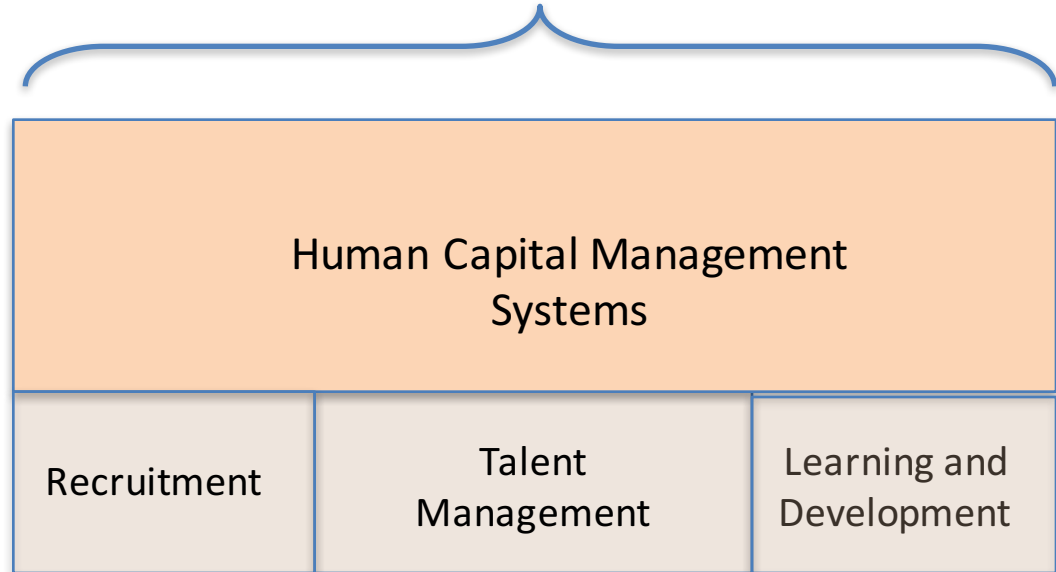 Human Capital Management
Systems
Recruitment
Talent
Management
Learning and
Development